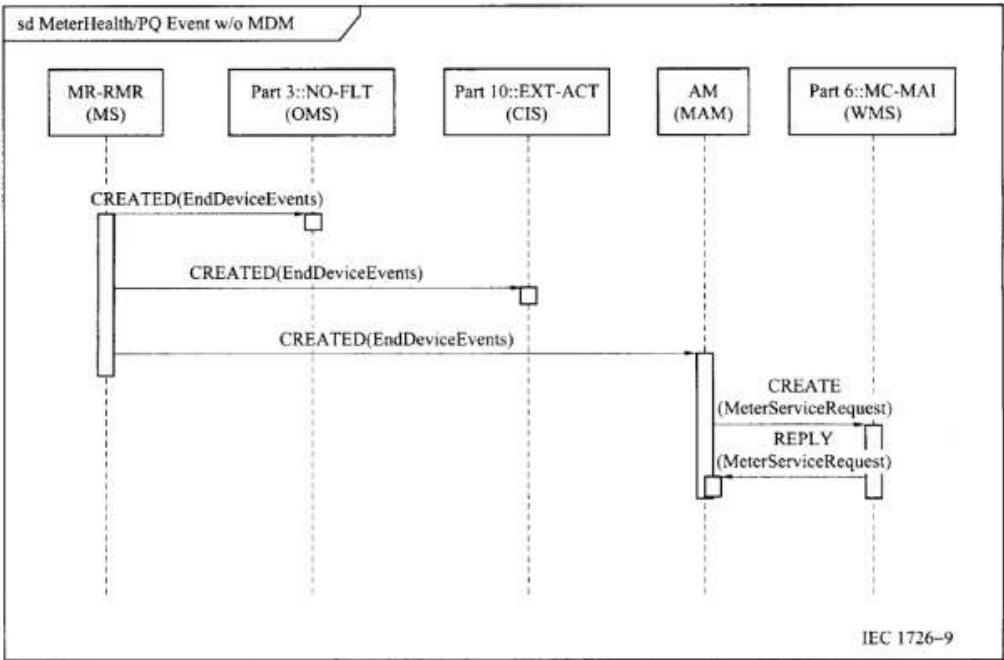 sd MeterHealth/PQ Event w/o MDM
MR-RMR
(MS)
Part 3::NO-FLT
(OMS)
Part 10::EXT-ACT
(CIS)
AM
(MAM)
Part 6::MC-MAI
(WMS)
CREATED(EndDeviceEvents)
CREATED(EndDeviceEvents)
CREATED(EndDeviceEvents)
CREATE
(MeterServiceRequest)
REPLY
(MeterServiceRequest)
IEC 1726–9